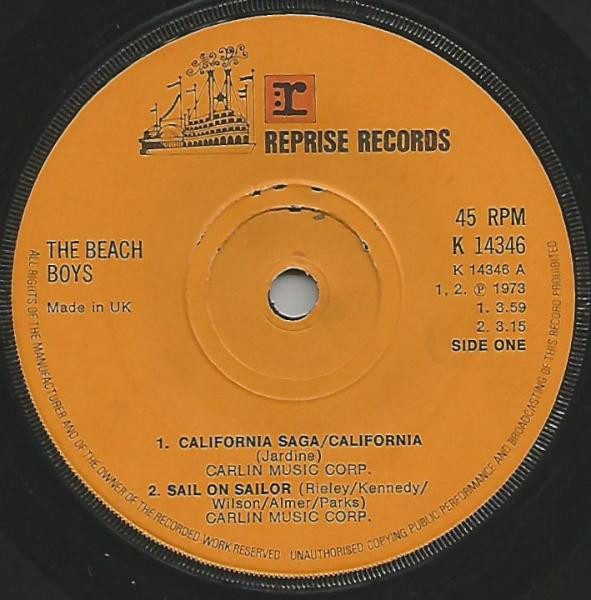 r
REPRISE RECORDS
THE BEACH
BOYS
Made in UK
45 RPM
K 14346
K 14346 A
1, 2. ℗ 1973
1. 3.59
2. 3.15
SIDE ONE
1. CALIFORNIA SAGA/CALIFORNIA
(Jardine)
CARLIN MUSIC CORP.
2. SAIL ON SAILOR (Rieley/Kennedy/
Wilson/Almer/Parks)
CARLIN MUSIC CORP.
ALL RIGHTS OF THE MANUFACTURER AND OF THE OWNER OF THE RECORDED WORK RESERVED UNAUTHORISED COPYING PUBLIC PERFORMANCE AND BROADCASTING OF THIS RECORD PROHIBITED